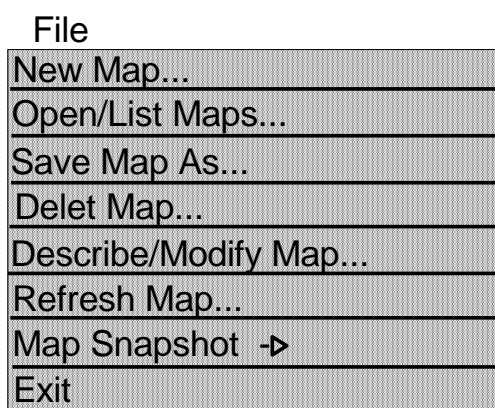 File
New Map...
Open/List Maps...
Save Map As...
Delet Map...
Describe/Modify Map...
Refresh Map...
Map Snapshot
Exit